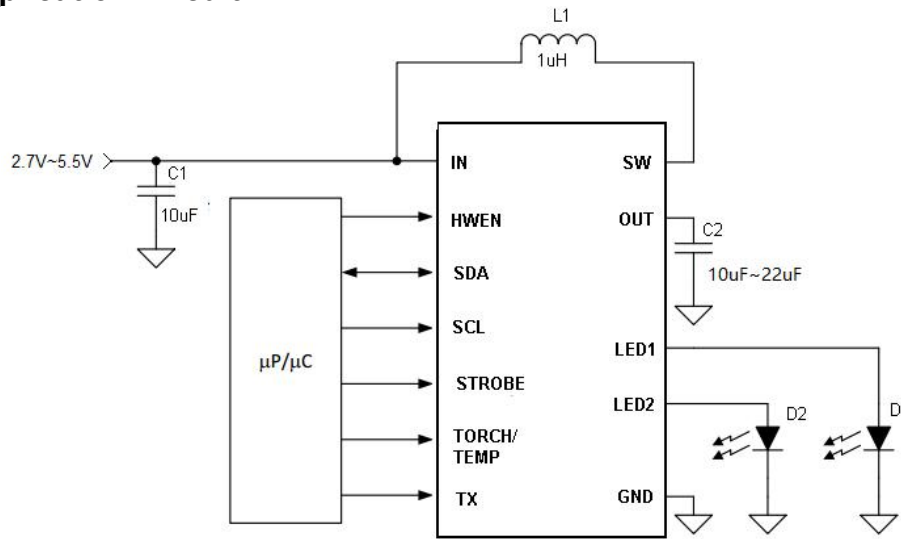 L1
1uH
2.7V~5.5V
C1
10uF
IN
SW
HWEN
OUT
C2
10uF~22uF
SDA
SCL
μP/μC
LED1
STROBE
LED2
D2
D
TORCH/
TEMP
TX
GND